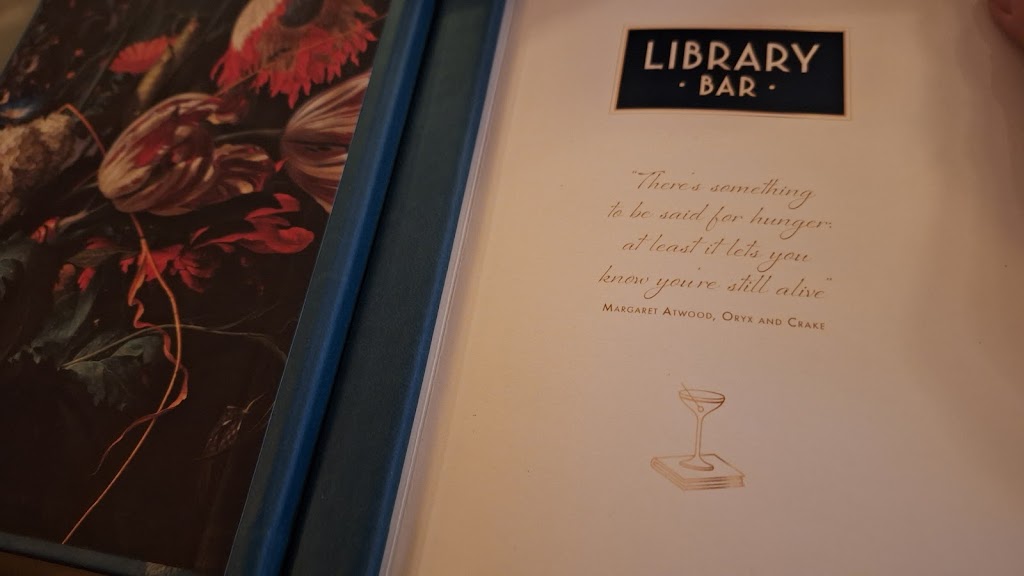 LIBRARY
· BAR ·
"There's something
to be said for hunger:
at least it lets you
know you're still alive"
MARGARET ATWOOD, ORYX AND CRAKE